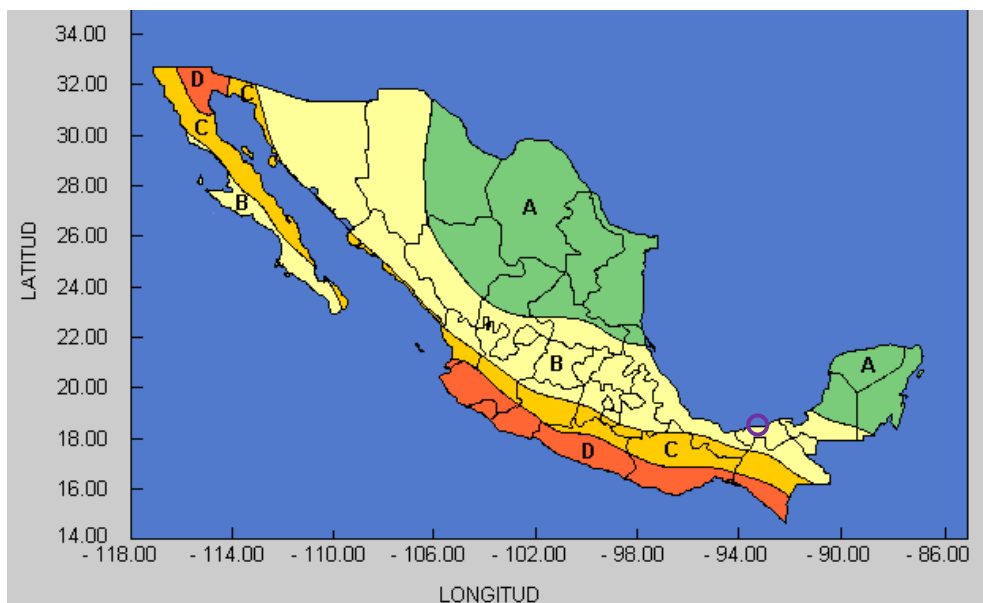 34.00
32.00
30.00
28.00
26.00
24.00
22.00
20.00
18.00
16.00
14.00
LATITUD
D
C
C
B
A
B
A
C
D
- 118.00 - 114.00 - 110.00 - 106.00 - 102.00 - 98.00 - 94.00 - 90.00 - 86.00
LONGITUD